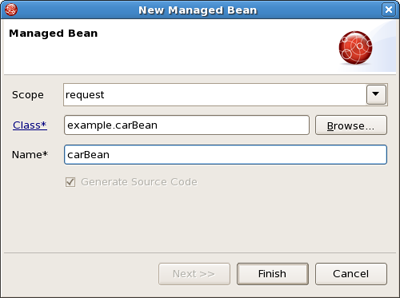 New Managed Bean
Managed Bean
Scope request
Class* example.carBean Browse...
Name* carBean
Generate Source Code
Next >> Finish Cancel